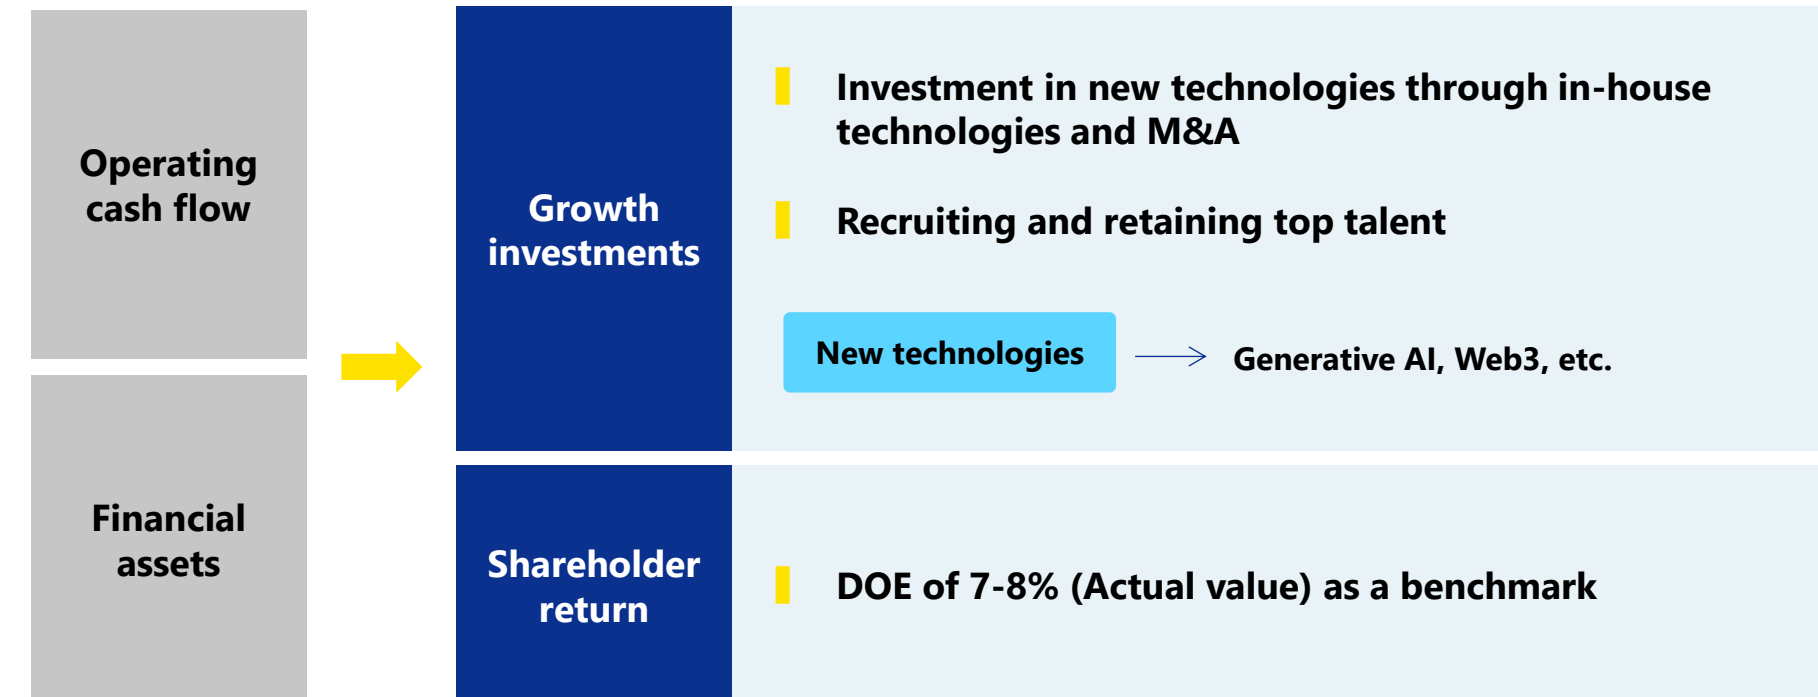 Operating
cash flow
Financial
assets
Growth
investments
Investment in new technologies through in-house
technologies and M&A
Recruiting and retaining top talent
New technologies
Generative AI, Web3, etc.
Shareholder
return
DOE of 7-8% (Actual value) as a benchmark